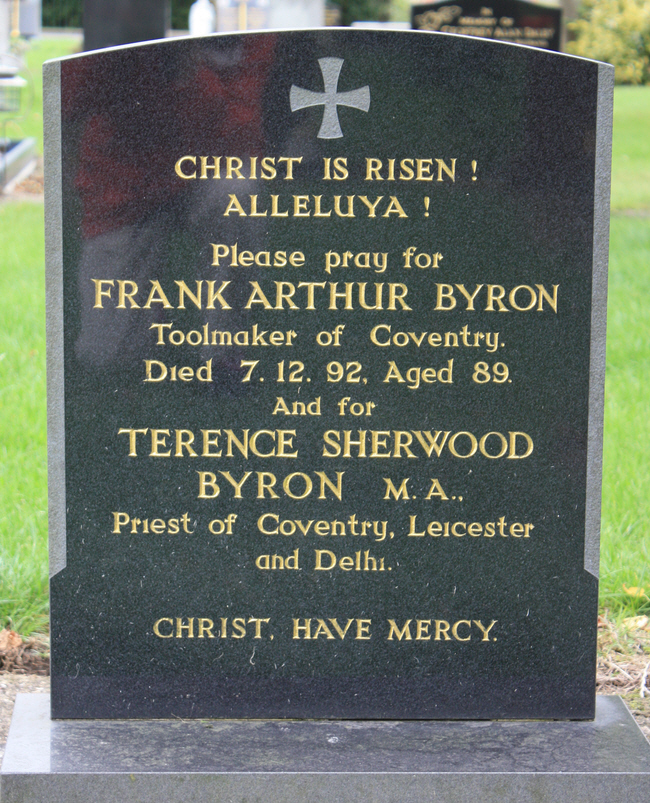 CHRIST IS RISEN !
ALLELUYA !
Please pray for
FRANK ARTHUR BYRON
Toolmaker of Coventry.
Died 7. 12. 92, Aged 89.
And for
TERENCE SHERWOOD
BYRON M. A.,
Priest of Coventry, Leicester
and Delhi.
CHRIST, HAVE MERCY.